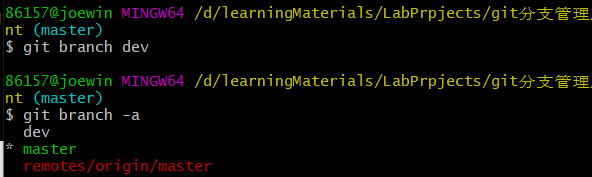 86157@joewin MINGW64 /d/learningMaterials/LabPrpjects/git分支管理
nt (master)
$ git branch dev
86157@joewin MINGW64 /d/learningMaterials/LabPrpjects/git分支管理
nt (master)
$ git branch -a
dev
* master
remotes/origin/master